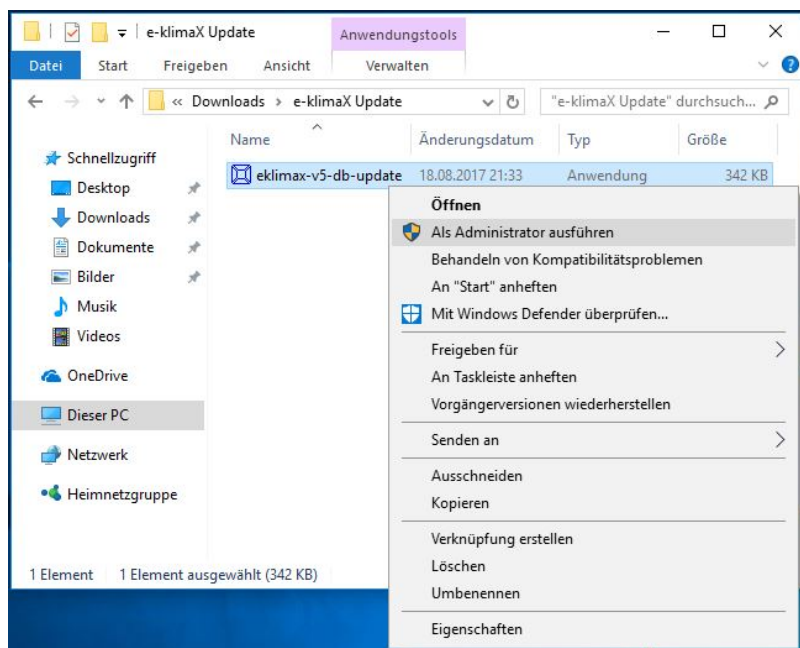 e-klimaX Update
Anwendungstools
Datei Start Freigeben Ansicht Verwalten
« Downloads › e-klimaX Update
"e-klimaX Update" durchsuch...
Name Änderungsdatum Typ Größe
eklimax-v5-db-update 18.08.2017 21:33 Anwendung 342 KB
Schnellzugriff
Desktop
Downloads
Dokumente
Bilder
Musik
Videos
OneDrive
Dieser PC
Netzwerk
Heimnetzgruppe
Öffnen
Als Administrator ausführen
Behandeln von Kompatibilitätsproblemen
An "Start" anheften
Mit Windows Defender überprüfen...
Freigeben für
An Taskleiste anheften
Vorgängerversionen wiederherstellen
Senden an
Ausschneiden
Kopieren
Verknüpfung erstellen
Löschen
Umbenennen
Eigenschaften
1 Element 1 Element ausgewählt (342 KB)